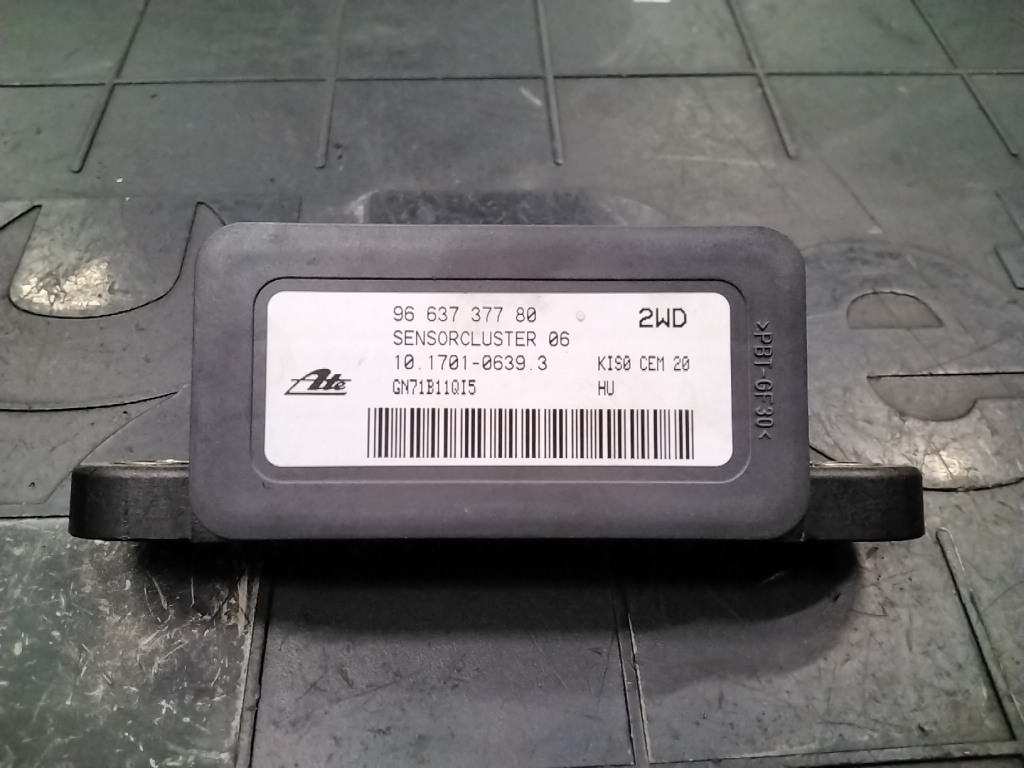 96 637 377 80
2WD
SENSORCLUSTER 06
10.1701-0639.3
KIS0 CEM 20
Ate
GN71B11QI5
HU
>PBT-GF30<